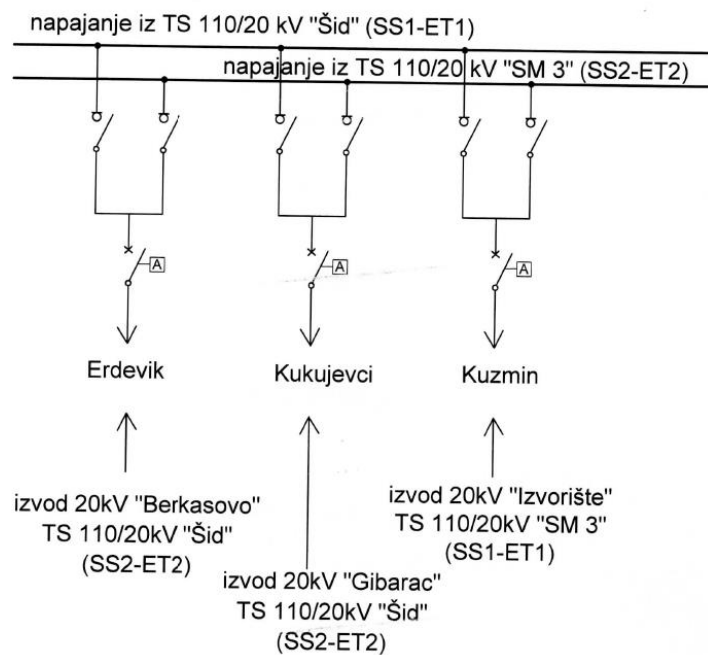 napajanje iz TS 110/20 kV "Šid" (SS1-ET1)
napajanje iz TS 110/20 kV "SM 3" (SS2-ET2)
A
A
A
Erdevik
Kukujevci
Kuzmin
izvod 20kV "Berkasovo"
TS 110/20kV "Šid"
(SS2-ET2)
izvod 20kV "Gibarac"
TS 110/20kV "Šid"
(SS2-ET2)
izvod 20kV "Izvorište"
TS 110/20kV "SM 3"
(SS1-ET1)